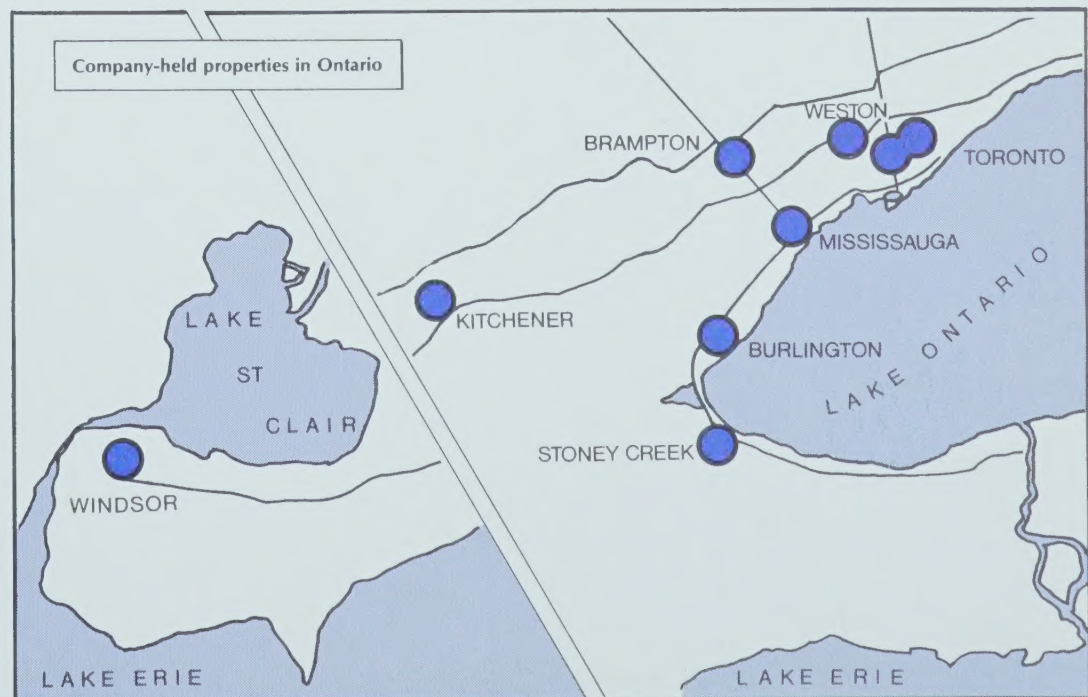 Company-held properties in Ontario
WESTON
BRAMPTON
TORONTO
MISSISSAUGA
LAKE
ST
CLAIR
KITCHENER
BURLINGTON
LAKE ONTARIO
STONEY CREEK
WINDSOR
LAKE ERIE
LAKE ERIE